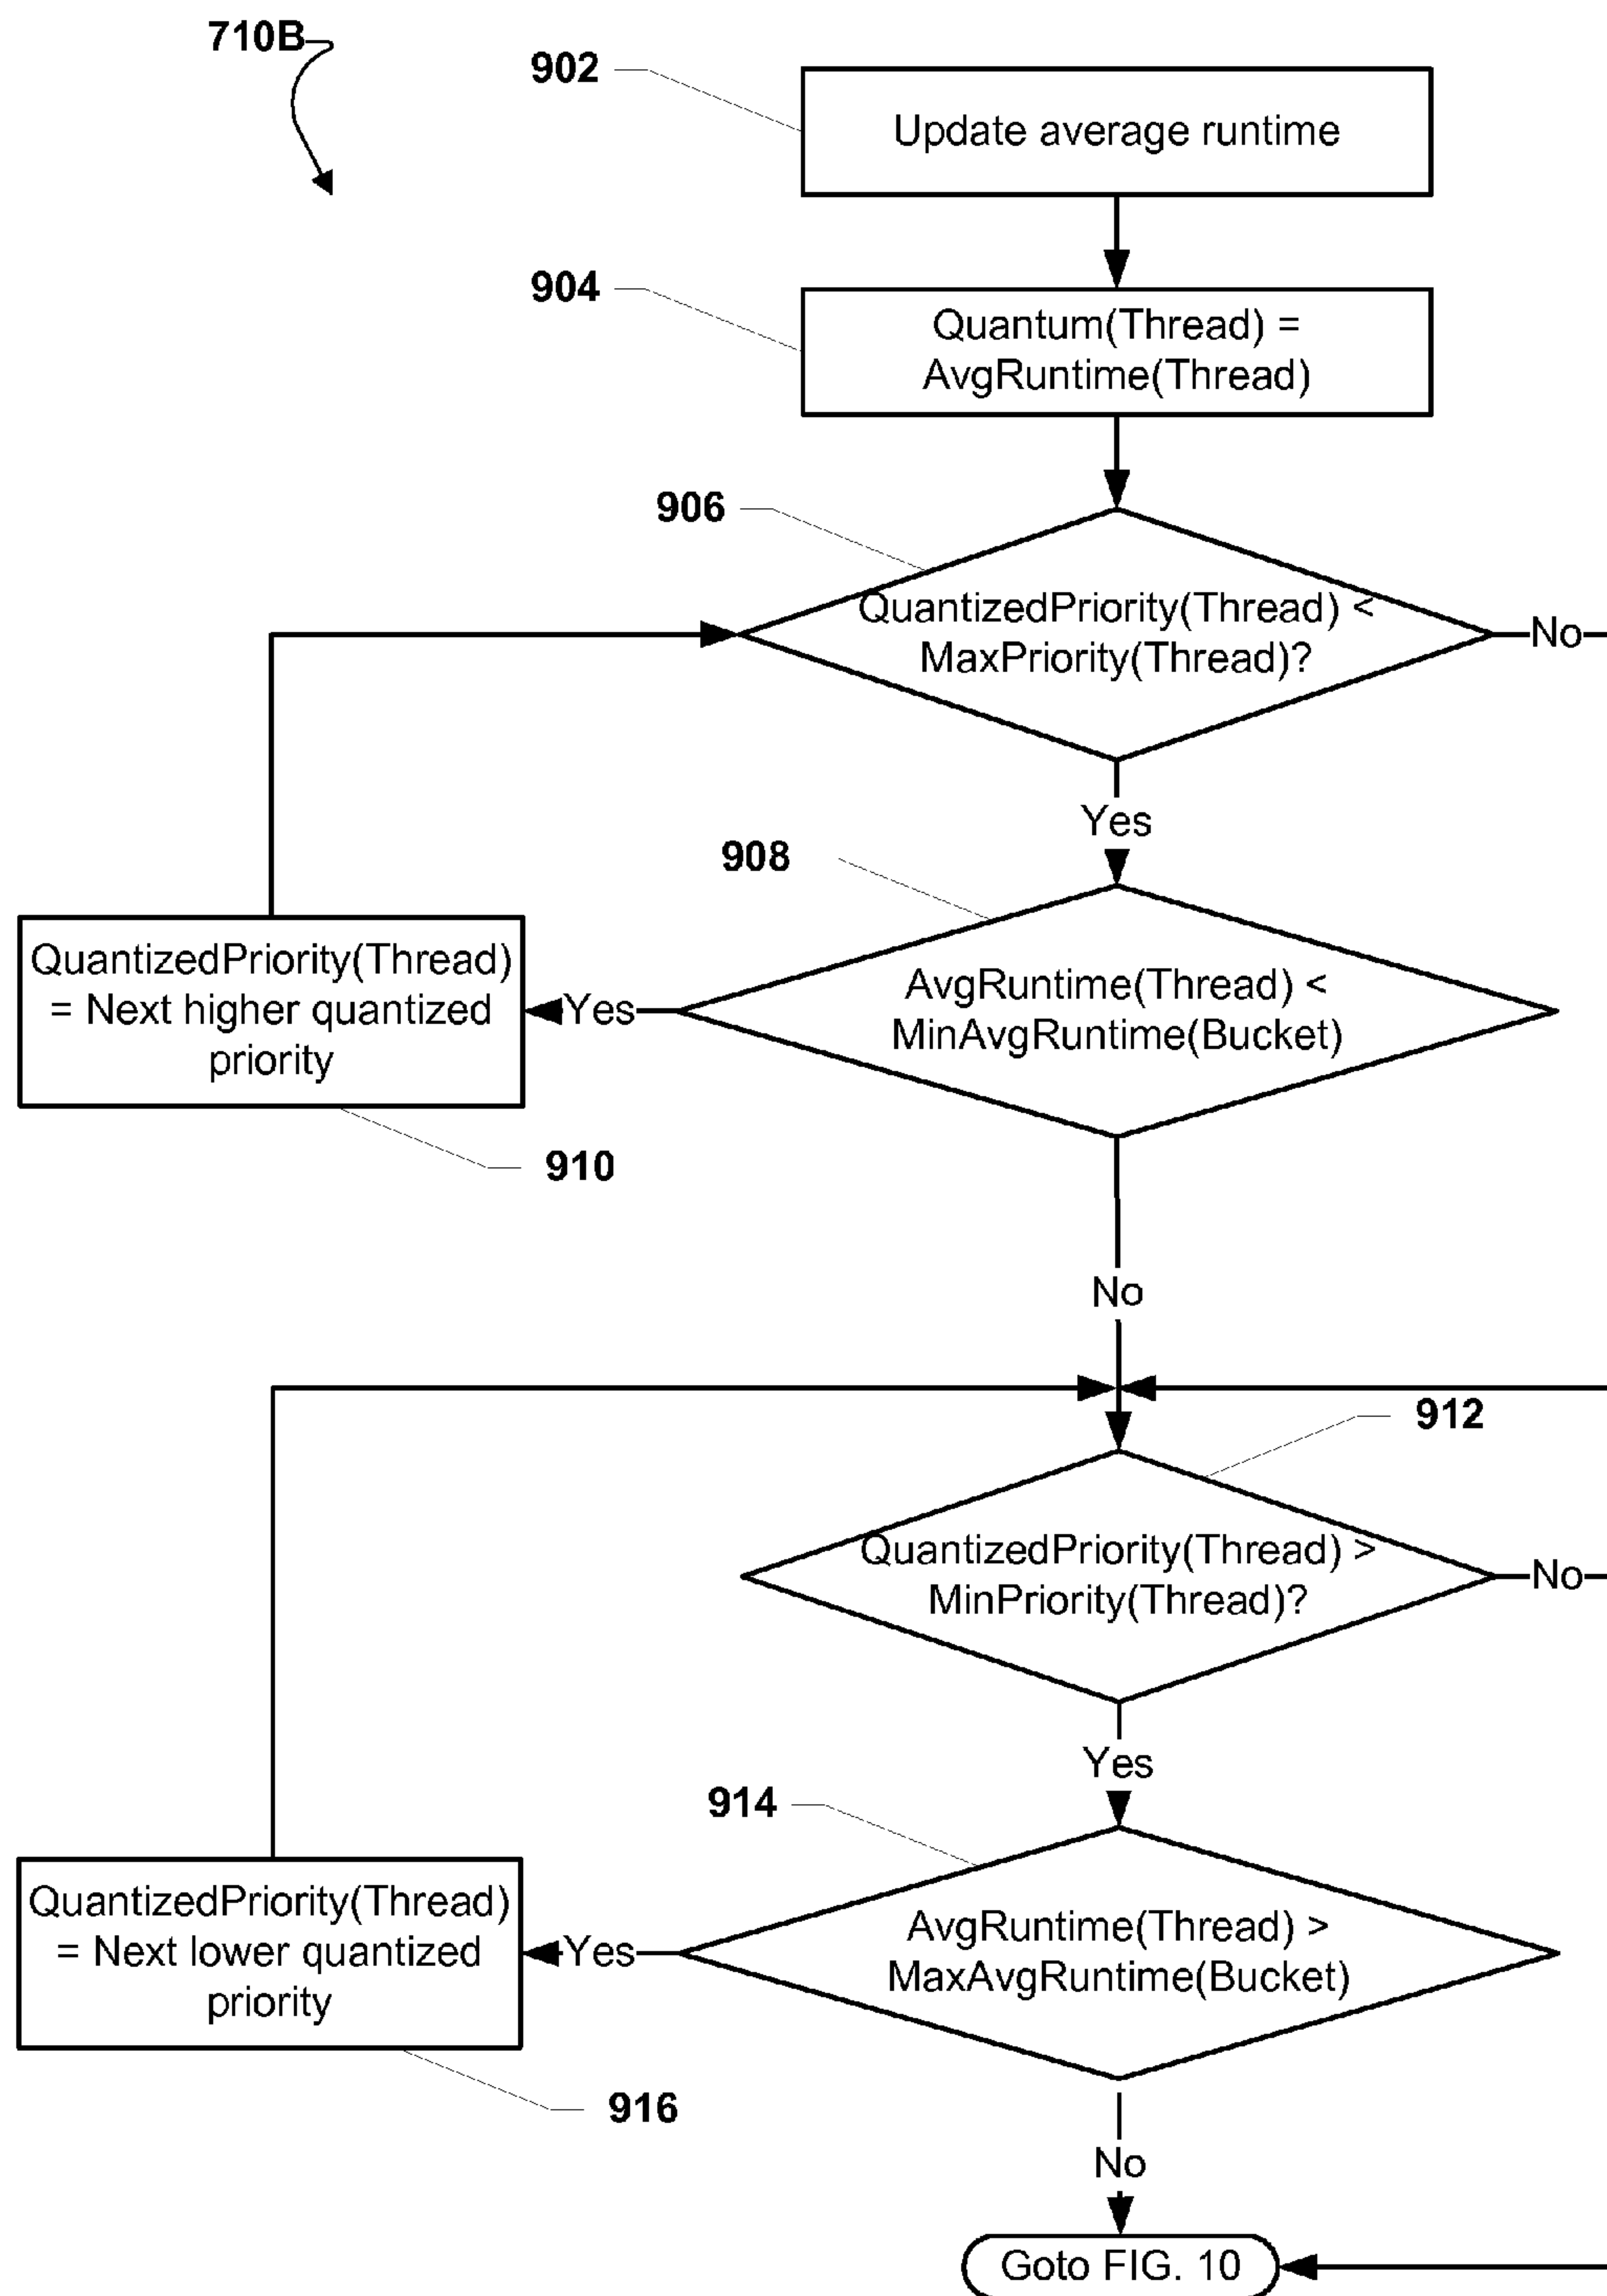 710B
902
Update average runtime
904
Quantum(Thread) =
AvgRuntime(Thread)
906
QuantizedPriority(Thread) <
MaxPriority(Thread)?
No
Yes
908
QuantizedPriority(Thread)
= Next higher quantized
priority
Yes
AvgRuntime(Thread) <
MinAvgRuntime(Bucket)
910
No
912
QuantizedPriority(Thread) >
MinPriority(Thread)?
No
Yes
914
QuantizedPriority(Thread)
= Next lower quantized
priority
Yes
AvgRuntime(Thread) >
MaxAvgRuntime(Bucket)
916
No
Goto FIG. 10